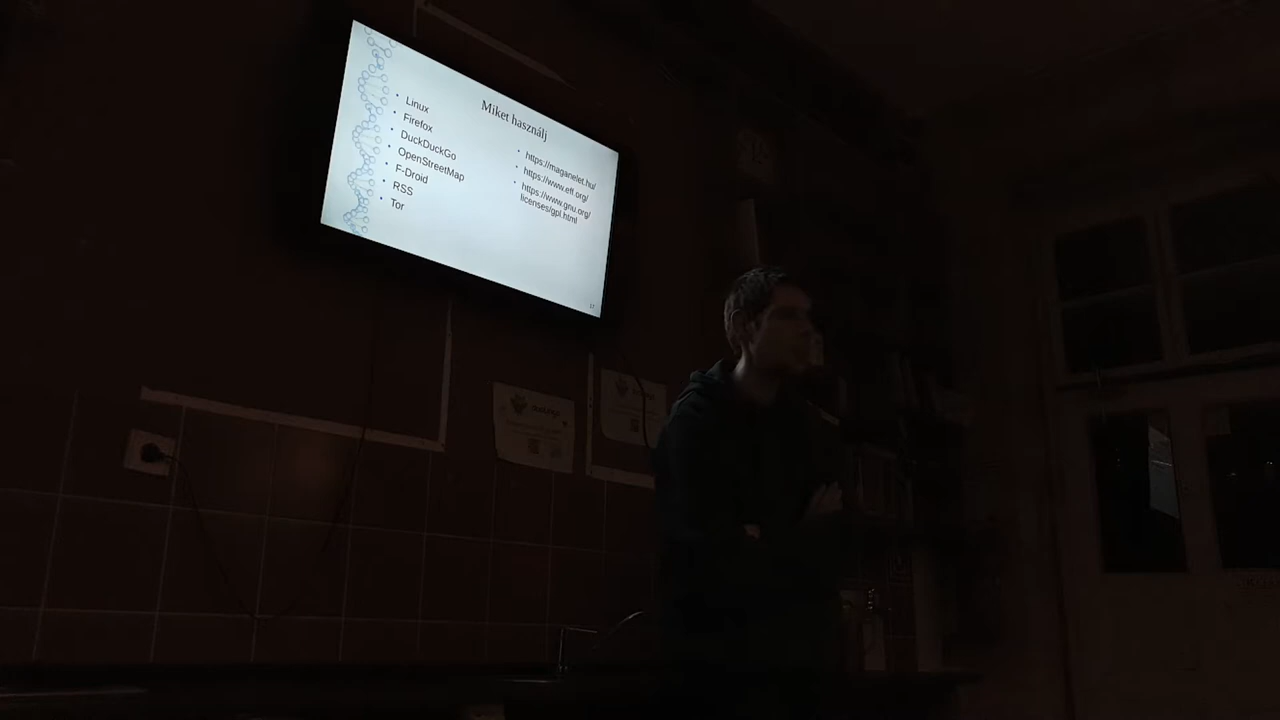 Miket használj
Linux
Firefox
DuckDuckGo
OpenStreetMap
F-Droid
RSS
Tor
https://maganelet.hu/
https://www.eff.org/
https://www.gnu.org/
licenses/gpl.html